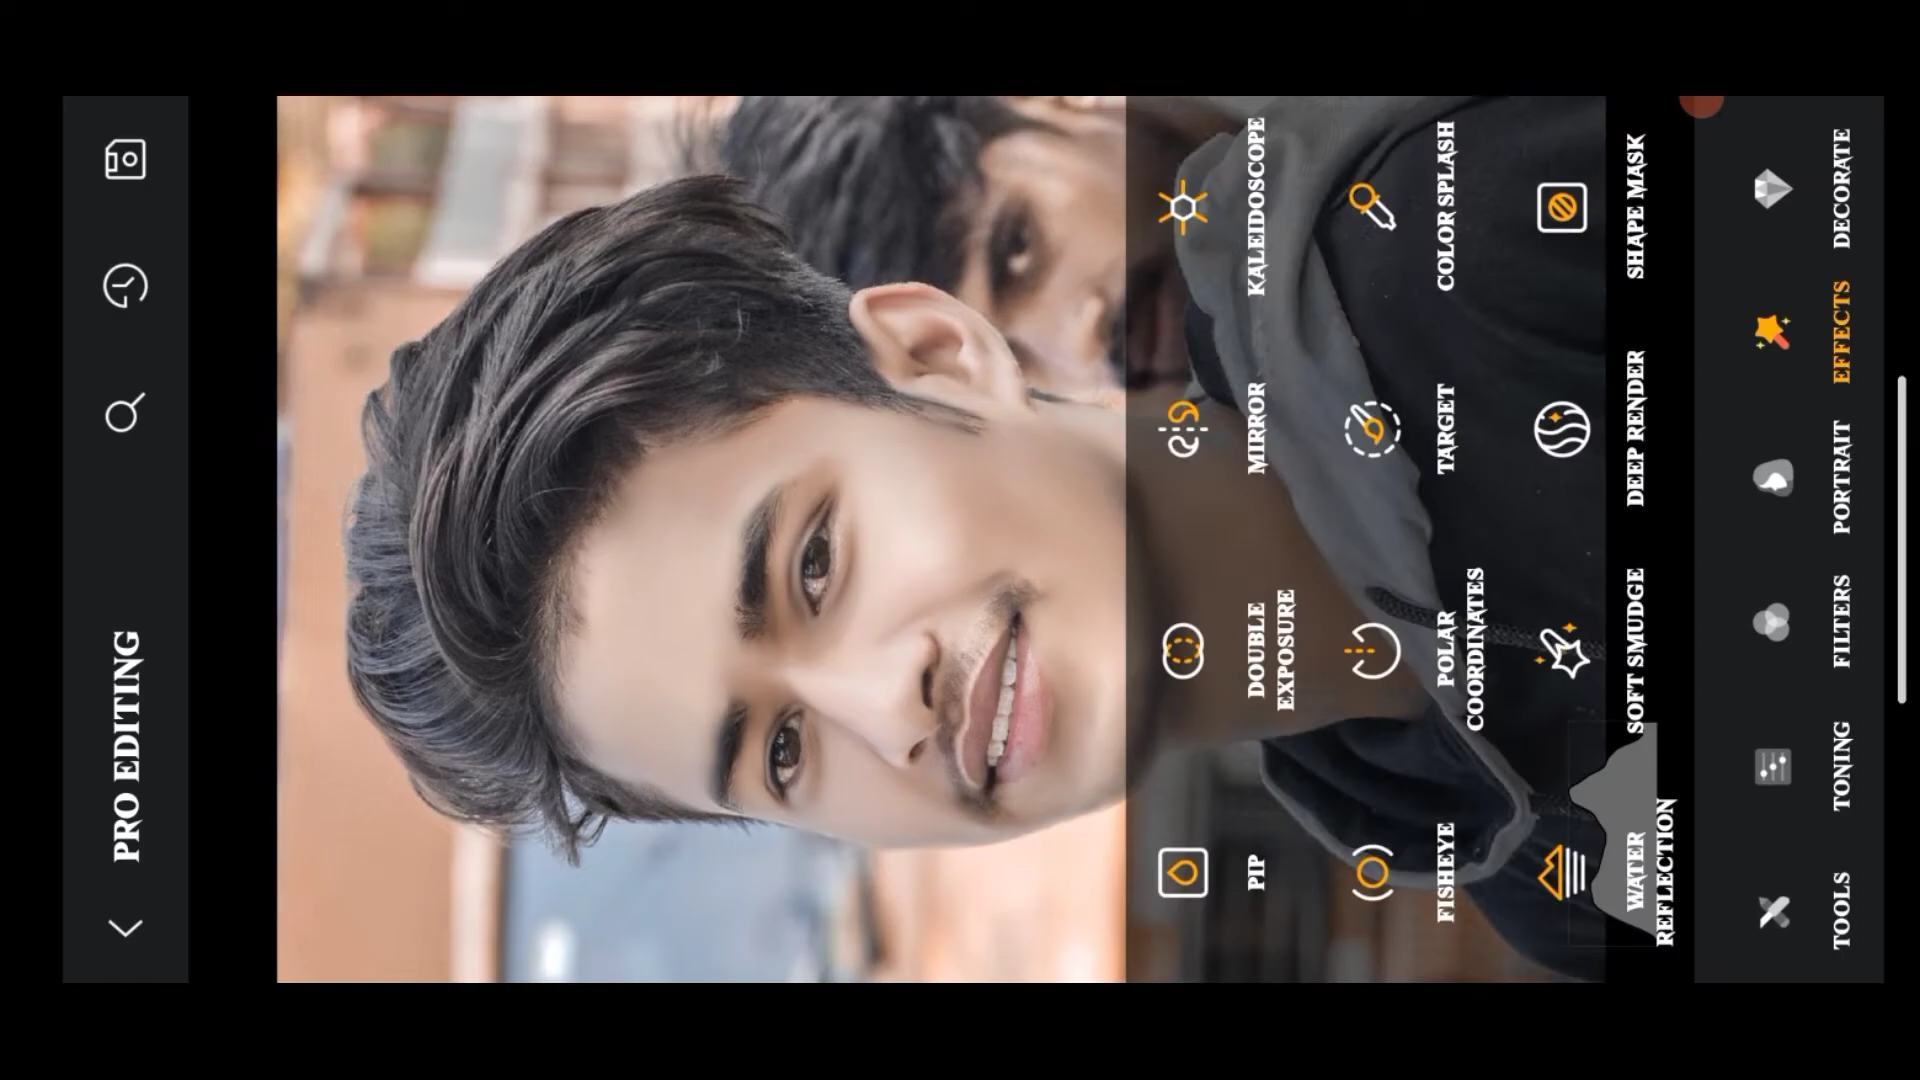 PRO EDITING
PIP
DOUBLE
EXPOSURE
MIRROR
KALEIDOSCOPE
FISHEYE
POLAR
COORDINATES
TARGET
COLOR SPLASH
WATER
REFLECTION
SOFT SMUDGE
DEEP RENDER
SHAPE MASK
TOOLS
TONING
FILTERS
PORTRAIT
EFFECTS
DECORATE